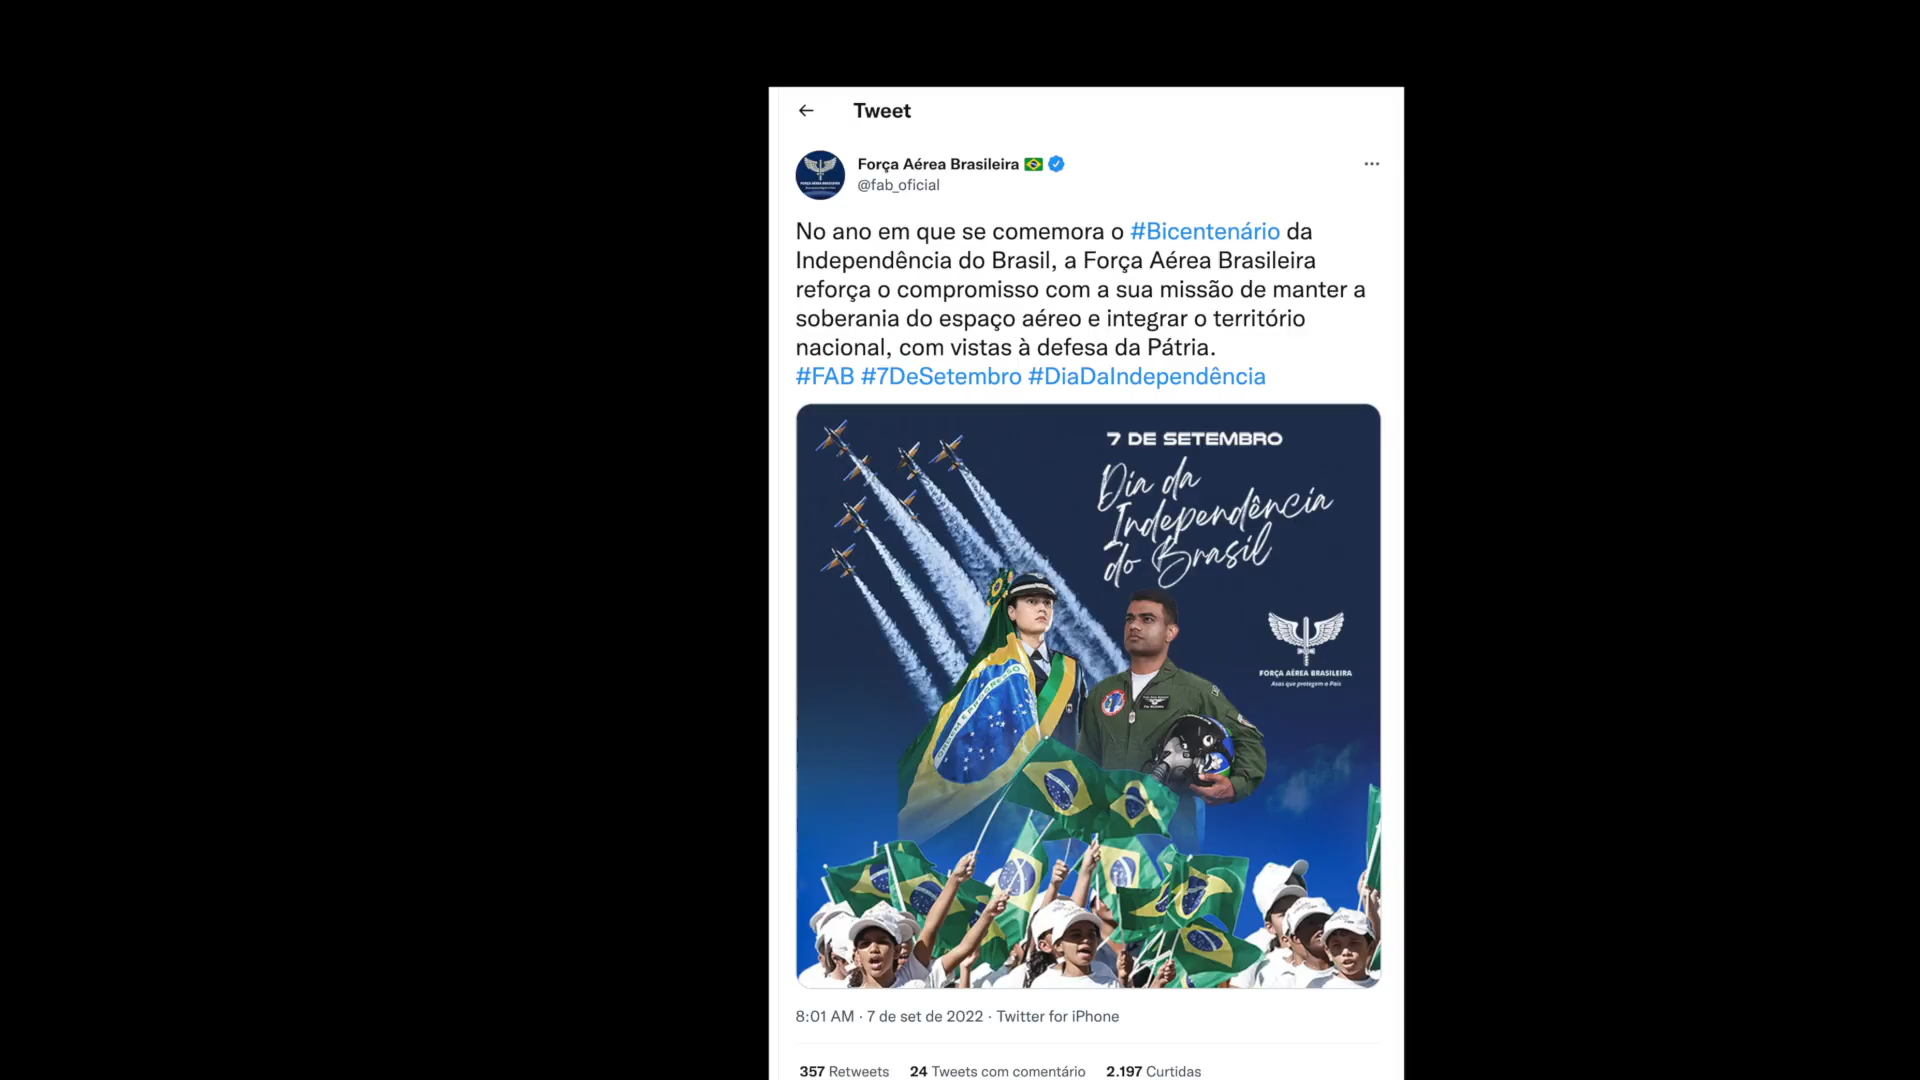 Tweet
Força Aérea Brasileira
@fab_oficial
No ano em que se comemora o #Bicentenário da
Independência do Brasil, a Força Aérea Brasileira
reforça o compromisso com a sua missão de manter a
soberania do espaço aéreo e integrar o território
nacional, com vistas à defesa da Pátria.
#FAB #7DeSetembro #DiaDaIndependência
7 DE SETEMBRO
Dia da
Independência
do Brasil
FORÇA AÉREA BRASILEIRA
Asas que protegem o País
ORDEM E PROGRESSO
8:01 AM · 7 de set de 2022 · Twitter for iPhone
357 Retweets 24 Tweets com comentário 2.197 Curtidas